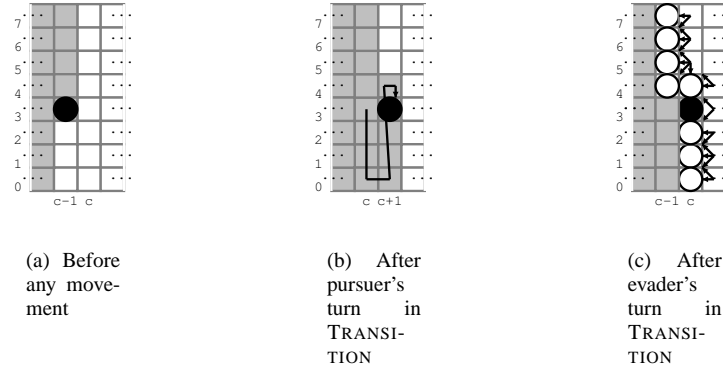 7
6
5
4
3
2
1
0
c-1 c
(a) Before
any move-
ment
7
6
5
4
3
2
1
0
c c+1
(b) After
pursuer's
turn in
TRANSI-
TION
7
6
5
4
3
2
1
0
c-1 c
(c) After
evader's
turn in
TRANSI-
TION